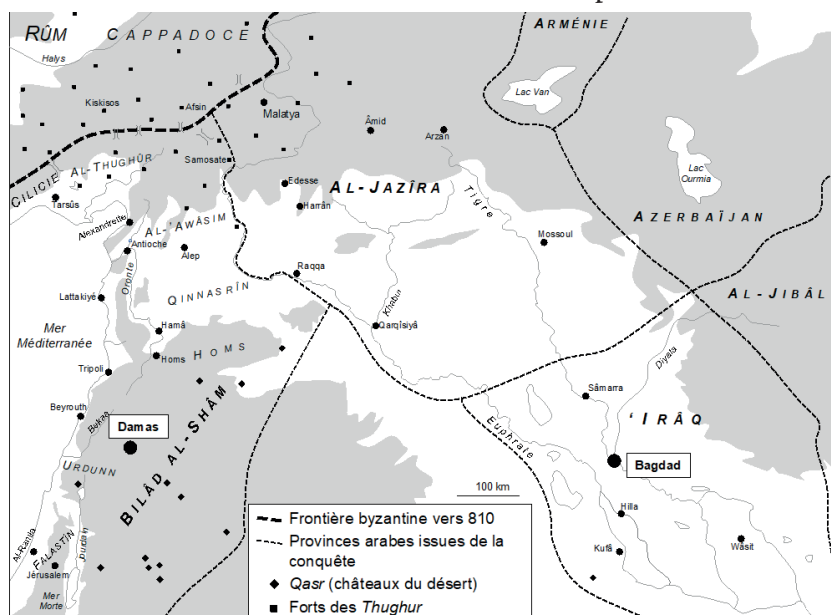 RÛM
CAPPADOCE
ARMÉNIE
Halys
Lac Van
Kiskisos
Afsin
Malatya
Âmid
Arzan
AL-THUGHÛR
Samosate
CILICIE
Tarsûs
Edesse
AL-JAZÎRA
Harrân
Tigre
Lac
Ourmia
Alexandrette
AL-'AWÂSIM
AZERBAÏJAN
Antioche
Alep
Mossoul
Oronte
Raqqa
Lattakiyé
QINNASRÎN
Khabur
AL-JIBÂL
Mer
Méditerranée
Hamâ
Qarqîsiyâ
Homs
HOMS
Diyala
Tripoli
Sâmarra
Beyrouth
Bekaa
Euphrate
'IRÂQ
Damas
BILÂD AL-SHÂM
Bagdad
URDUNN
100 km
Hilla
Jourdain
Al-Ramla
FALASTÎN
Kufâ
Wâsit
Jérusalem
Mer
Morte
Frontière byzantine vers 810
Provinces arabes issues de la
conquête
Qasr (châteaux du désert)
Forts des Thughur